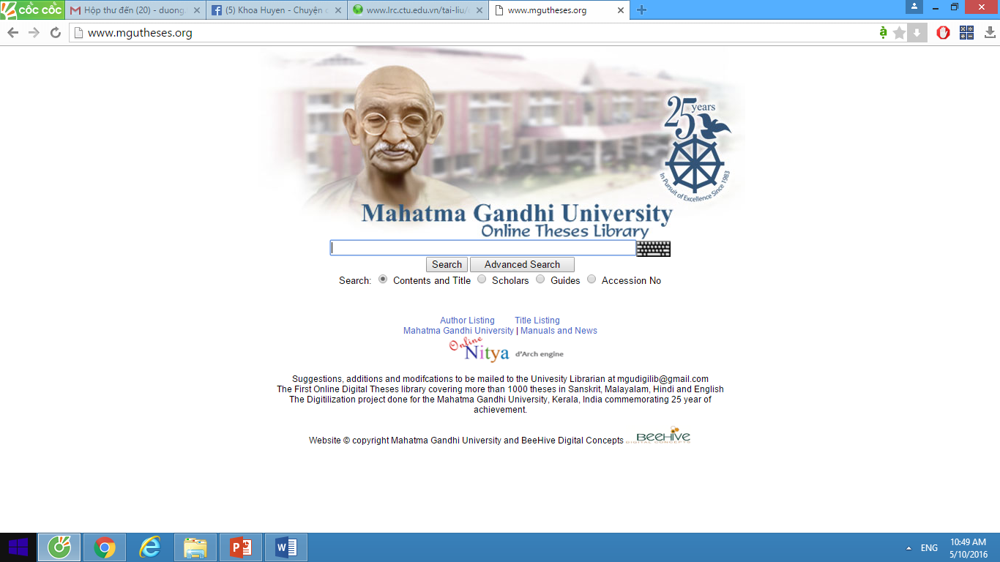 CỐC CỐC
Hộp thư đến (20) - duong
(5) Khoa Huyen - Chuyện c
www.lrc.ctu.edu.vn/tai-liu/
www.mgutheses.org
www.mgutheses.org
25 years
In Pursuit of Excellence Since 1983
Mahatma Gandhi University
Online Theses Library
Search Advanced Search
Search: Contents and Title Scholars Guides Accession No
Author Listing Title Listing
Mahatma Gandhi University | Manuals and News
Online Nitya d'Arch engine
Suggestions, additions and modifcations to be mailed to the Univesity Librarian at mgudigilib@gmail.com
The First Online Digital Theses library covering more than 1000 theses in Sanskrit, Malayalam, Hindi and English
The Digitilization project done for the Mahatma Gandhi University, Kerala, India commemorating 25 year of
achievement.
Website © copyright Mahatma Gandhi University and BeeHive Digital Concepts BEEHIVE
DIGITAL CONCEPTS
ENG
10:49 AM
5/10/2016